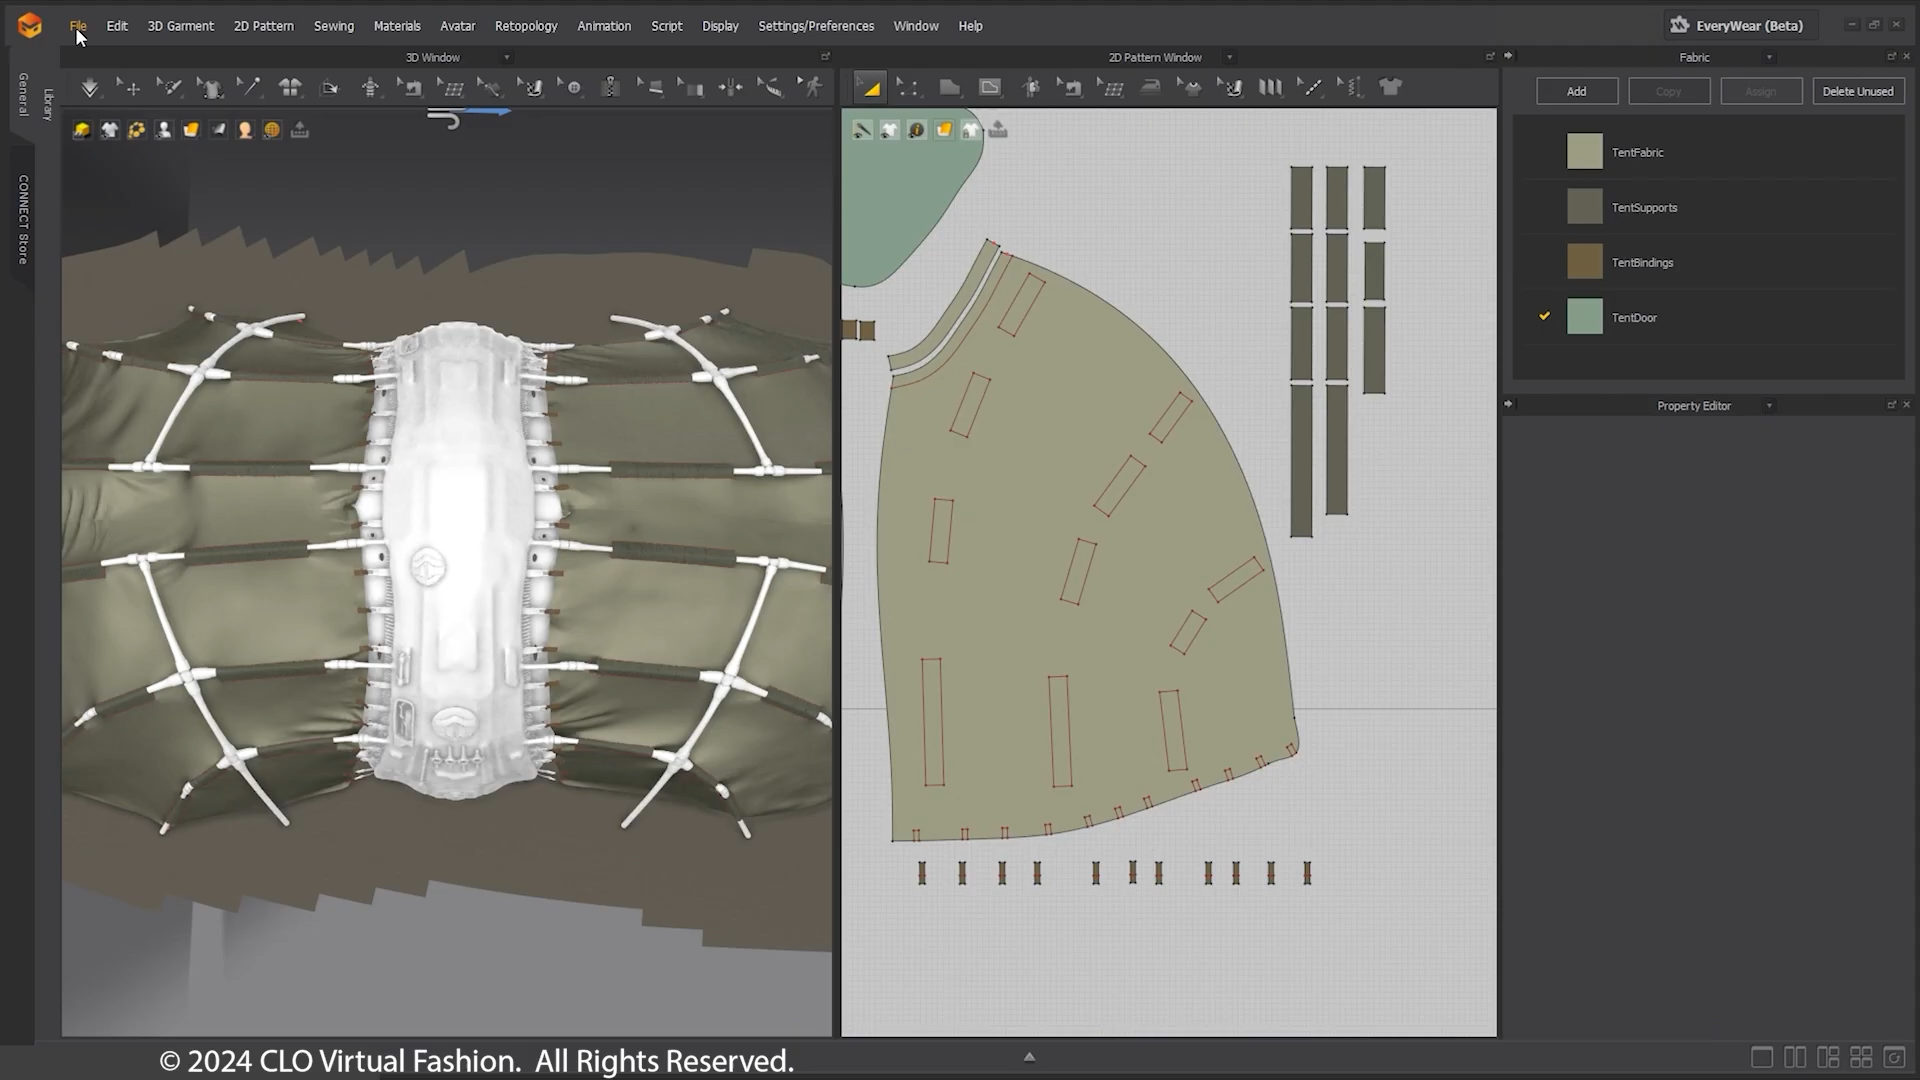 File Edit 3D Garment 2D Pattern Sewing Materials Avatar Retopology Animation Script Display Settings/Preferences Window Help EveryWear (Beta)
3D Window 2D Pattern Window Fabric
General
Library
CONNECT Store
Add Copy Assign Delete Unused
TentFabric
TentSupports
TentBindings
TentDoor
Property Editor
© 2024 CLO Virtual Fashion. All Rights Reserved.